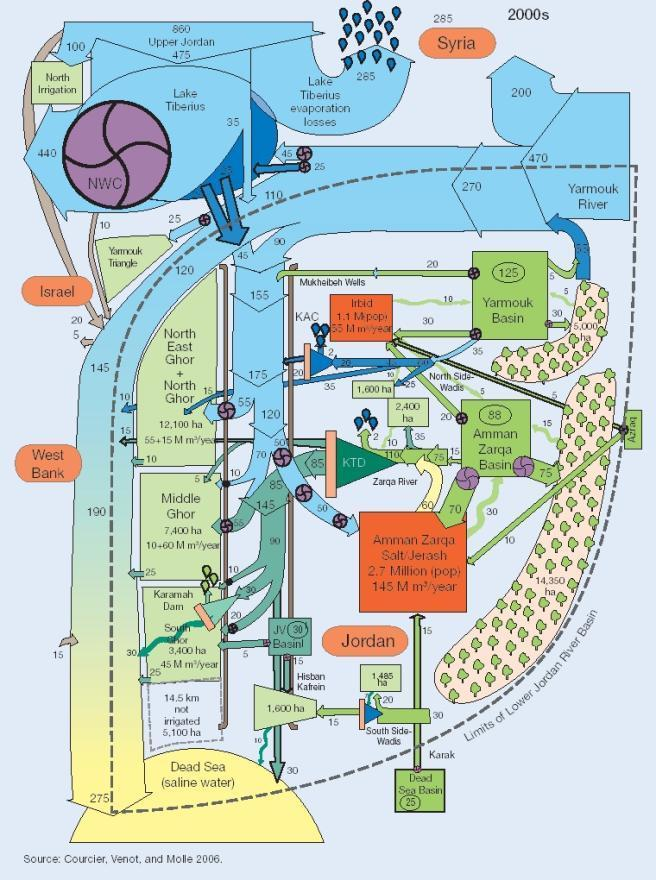 860
285
2000s
Syria
100
Upper Jordan
475
285
North
Irrigation
Lake
Tiberius
Lake
Tiberius
evaporation
losses
200
35
440
45
25
470
NWC
25
110
270
Yarmouk
River
10
25
Yarmouk
Triangle
90
45
120
20
125
5
Mukheibeh Wells
155
Israel
Irbid
1.1 M(pop)
55 M m³/year
10
Yarmouk
Basin
5
KAC
30
30
5,000
ha
20
5
North East
Ghor
+
North
Ghor
2
20
35
145
175
20
25
North Side-
Wadis
5
35
1,600 ha
10
15
55
12,100 ha
120
2,400
ha
20
88
Amman
Zarqa
Basin
15
Azraq
15
55+15 M m³/year
50
2
10
35
West
Bank
10
70
85
KTD
110
75
15
75
Zarqa River
5
10
85
Middle
Ghor
7,400 ha
10+60 M m³/year
190
145
50
60
70
30
55
10
Amman Zarqa
Salt/Jerash
2.7 Million (pop)
145 M m³/year
90
25
10
14,350
ha
Karamah
Dam
South
Ghor
3,400 ha
45 M m³/year
20
JV 30
Basin
Jordan
15
15
30
5
25
15
Hisban
Kafrein
1,485
ha
14.5 km
not
irrigated
5,100 ha
1,600 ha
20
15
30
South Side-
Wadis
Limits of Lower Jordan River Basin
10
Karak
Dead Sea
(saline water)
30
Dead
Sea Basin
25
275
Source: Courcier, Venot, and Molle 2006.